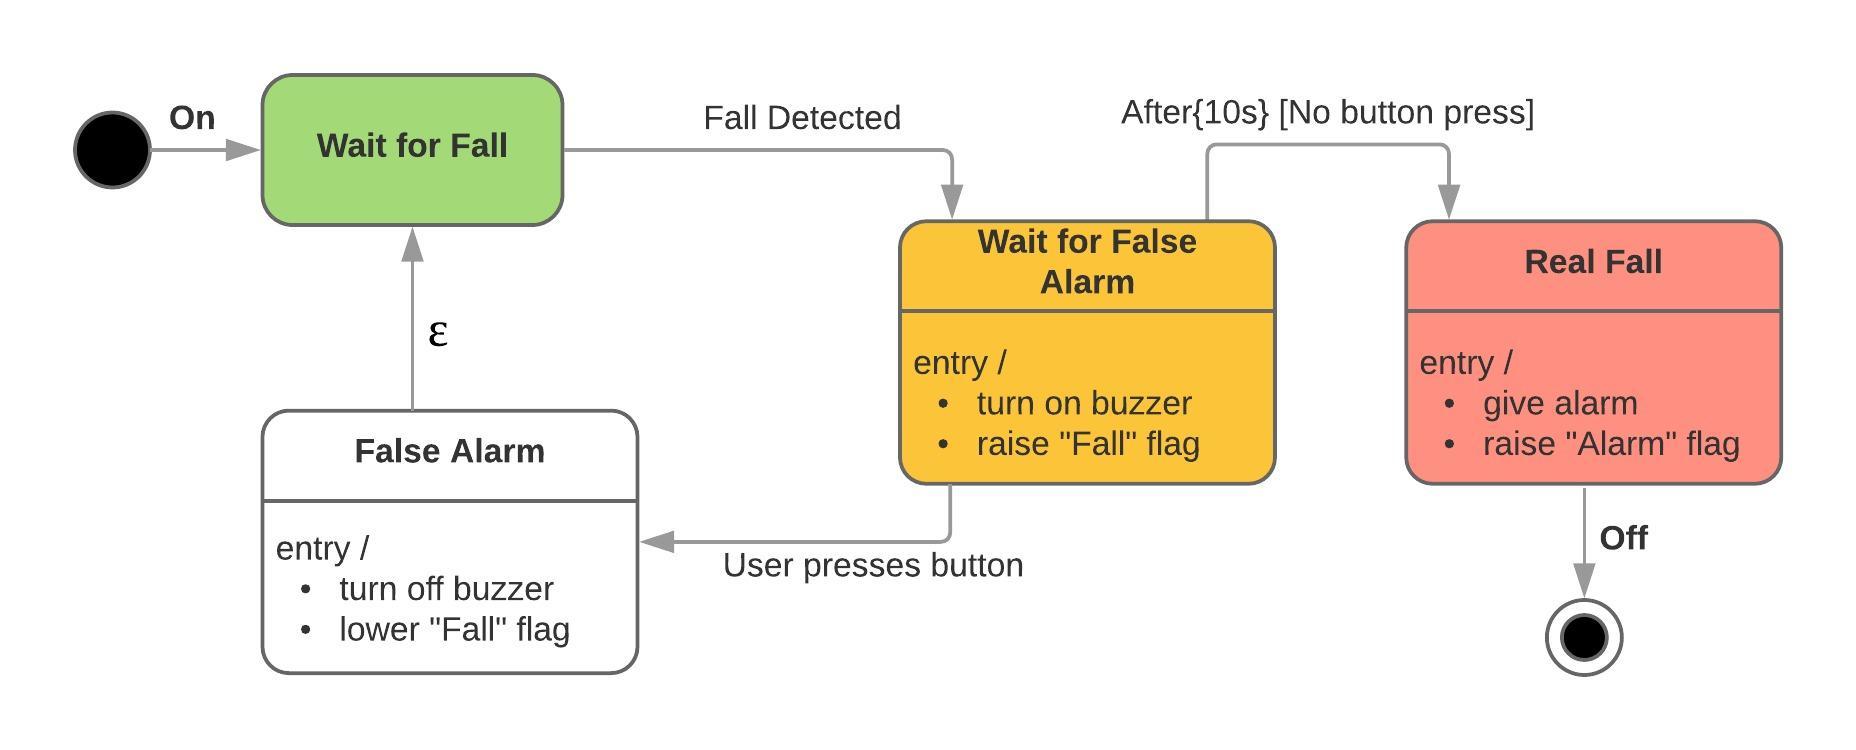 On
Wait for Fall
Fall Detected
After{10s} [No button press]
Wait for False
Alarm
entry /
• turn on buzzer
• raise "Fall" flag
Real Fall
entry /
• give alarm
• raise "Alarm" flag
ε
False Alarm
entry /
• turn off buzzer
• lower "Fall" flag
User presses button
Off